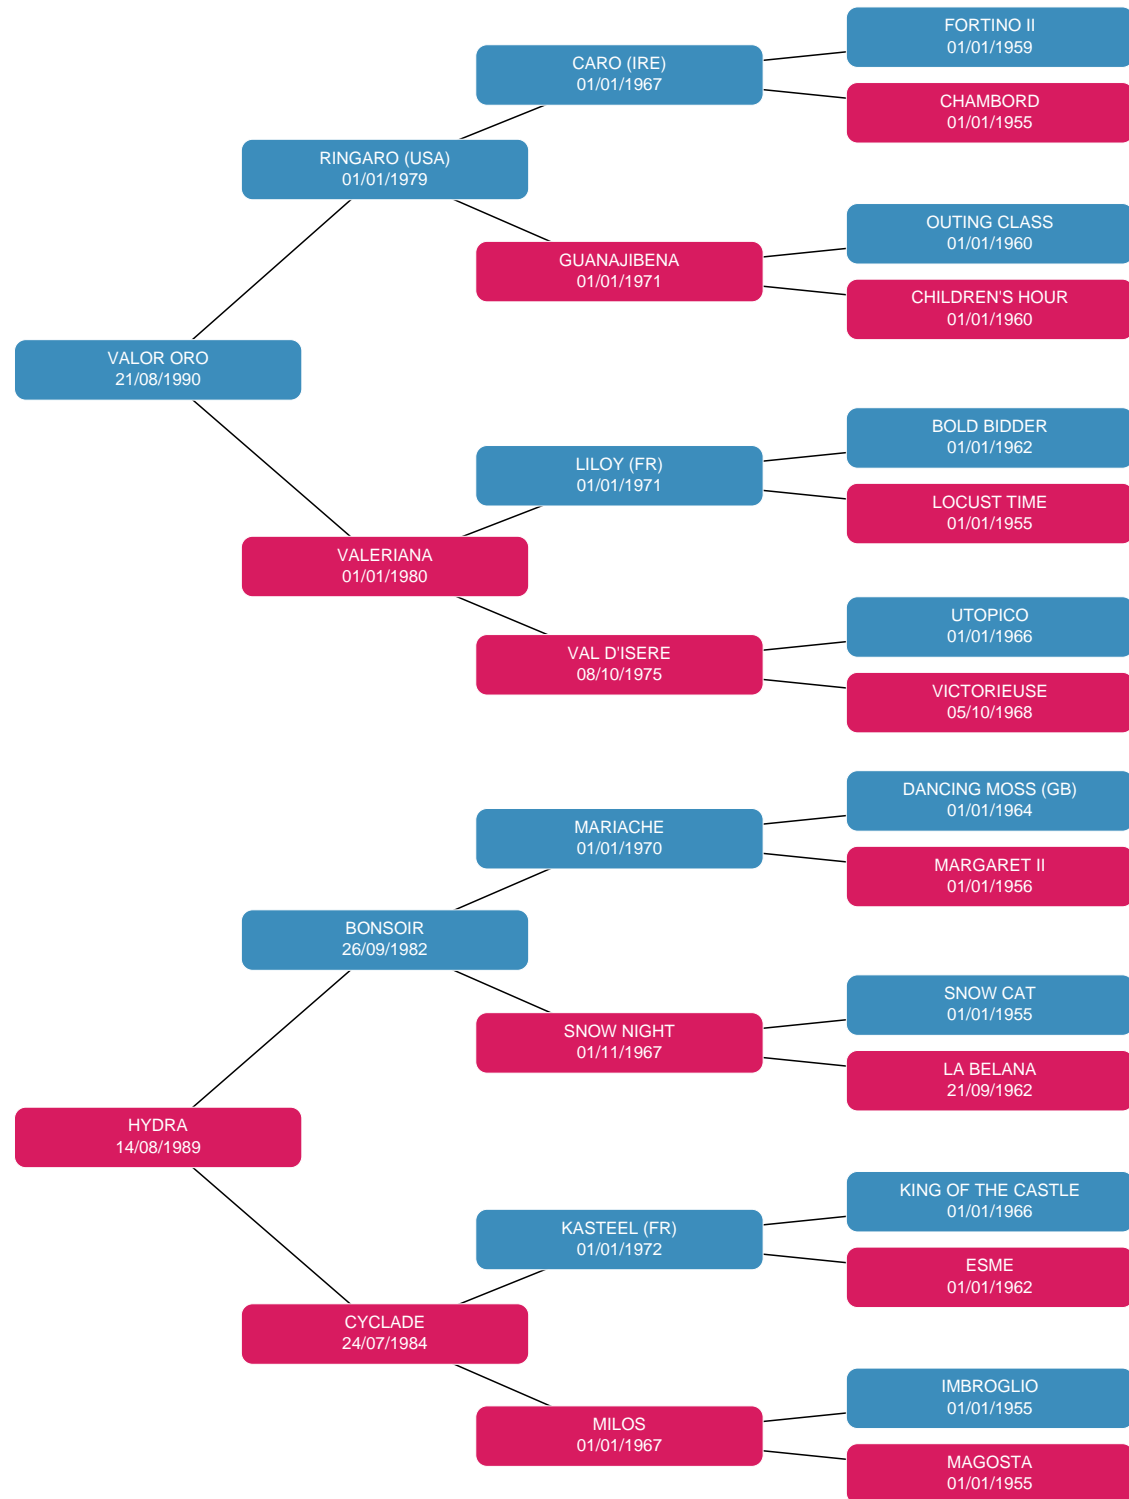 FORTINO II
01/01/1959
CARO (IRE)
01/01/1967
CHAMBORD
01/01/1955
RINGARO (USA)
01/01/1979
OUTING CLASS
01/01/1960
GUANAJIBENA
01/01/1971
CHILDREN'S HOUR
01/01/1960
VALOR ORO
21/08/1990
BOLD BIDDER
01/01/1962
LILOY (FR)
01/01/1971
LOCUST TIME
01/01/1955
VALERIANA
01/01/1980
UTOPICO
01/01/1966
VAL D'ISERE
08/10/1975
VICTORIEUSE
05/10/1968
DANCING MOSS (GB)
01/01/1964
MARIACHE
01/01/1970
MARGARET II
01/01/1956
BONSOIR
26/09/1982
SNOW CAT
01/01/1955
SNOW NIGHT
01/11/1967
LA BELANA
21/09/1962
HYDRA
14/08/1989
KING OF THE CASTLE
01/01/1966
KASTEEL (FR)
01/01/1972
ESME
01/01/1962
CYCLADE
24/07/1984
IMBROGLIO
01/01/1955
MILOS
01/01/1967
MAGOSTA
01/01/1955